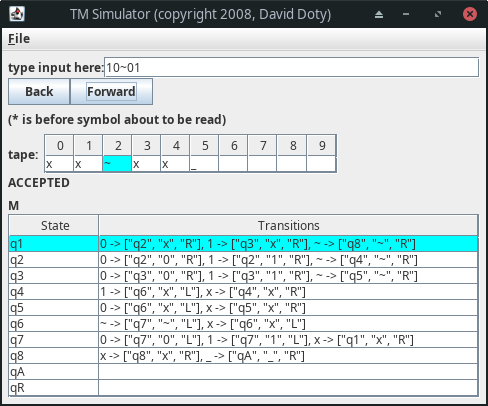 TM Simulator (copyright 2008, David Doty)
File
type input here: 10~01
Back Forward
(* is before symbol about to be read)
0 1 2 3 4 5 6 7 8 9
tape: x x ~ x x _
ACCEPTED
M
State Transitions
q1 0 -> ["q2", "x", "R"], 1 -> ["q3", "x", "R"], ~ -> ["q8", "~", "R"]
q2 0 -> ["q2", "0", "R"], 1 -> ["q2", "1", "R"], ~ -> ["q4", "~", "R"]
q3 0 -> ["q3", "0", "R"], 1 -> ["q3", "1", "R"], ~ -> ["q5", "~", "R"]
q4 1 -> ["q6", "x", "L"], x -> ["q4", "x", "R"]
q5 0 -> ["q6", "x", "L"], x -> ["q5", "x", "R"]
q6 ~ -> ["q7", "~", "L"], x -> ["q6", "x", "L"]
q7 0 -> ["q7", "0", "L"], 1 -> ["q7", "1", "L"], x -> ["q1", "x", "R"]
q8 x -> ["q8", "x", "R"], _ -> ["qA", "_", "R"]
qA
qR